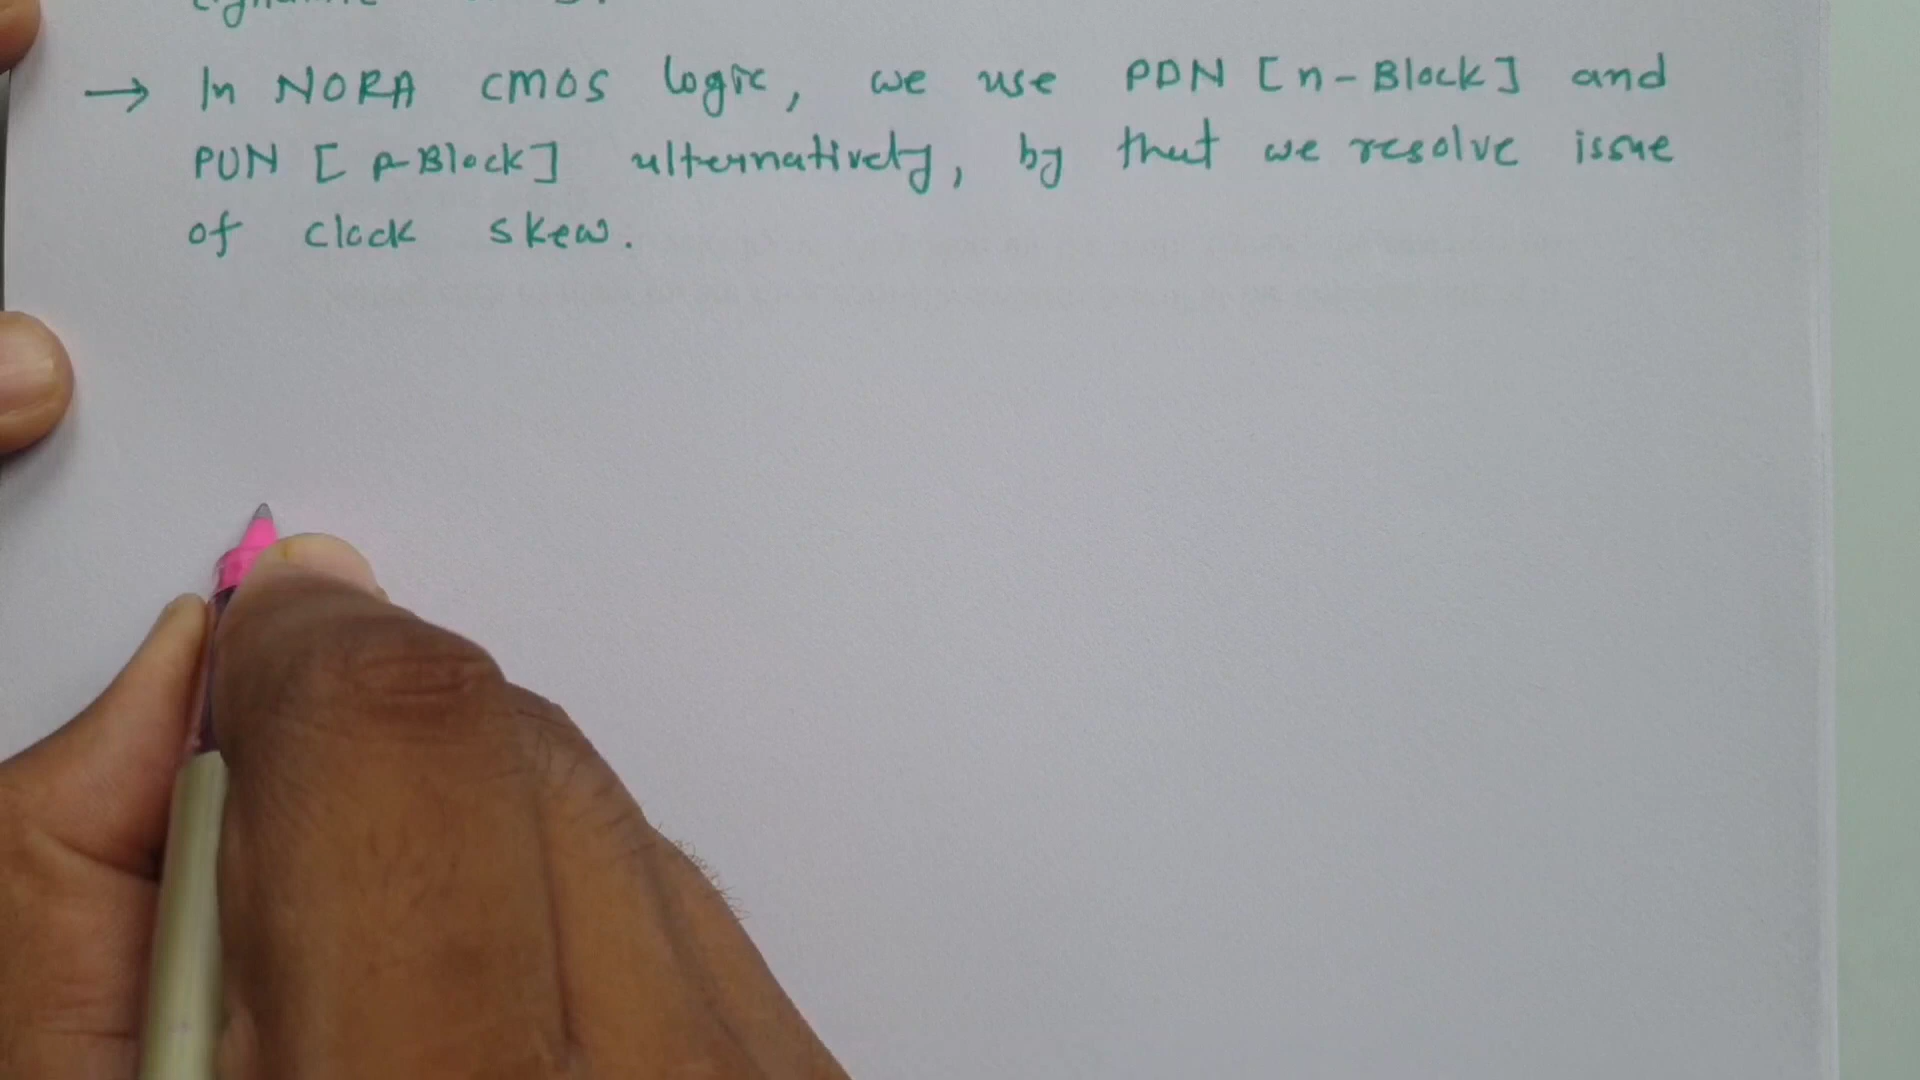 → In NORA CMOS logic, we use PDN [n-Block] and
PUN [p-Block] alternatively, by that we resolve issue
of clock skew.